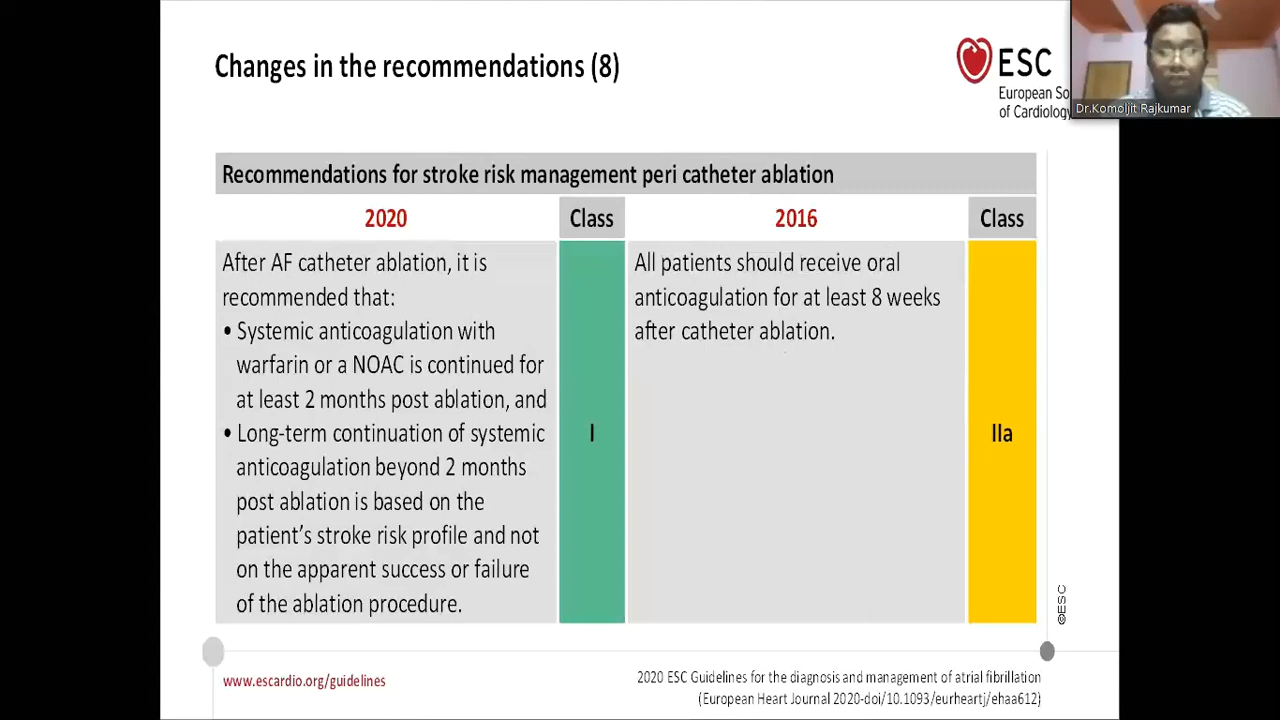 Changes in the recommendations (8)
ESC
European So
of Cardiology
Dr.Komoljit Rajkumar
Recommendations for stroke risk management peri catheter ablation
2020
Class
2016
Class
After AF catheter ablation, it is
recommended that:
• Systemic anticoagulation with
warfarin or a NOAC is continued for
at least 2 months post ablation, and
• Long-term continuation of systemic
anticoagulation beyond 2 months
post ablation is based on the
patient's stroke risk profile and not
on the apparent success or failure
of the ablation procedure.
I
All patients should receive oral
anticoagulation for at least 8 weeks
after catheter ablation.
IIa
©ESC
www.escardio.org/guidelines
2020 ESC Guidelines for the diagnosis and management of atrial fibrillation
(European Heart Journal 2020-doi/10.1093/eurheartj/ehaa612)